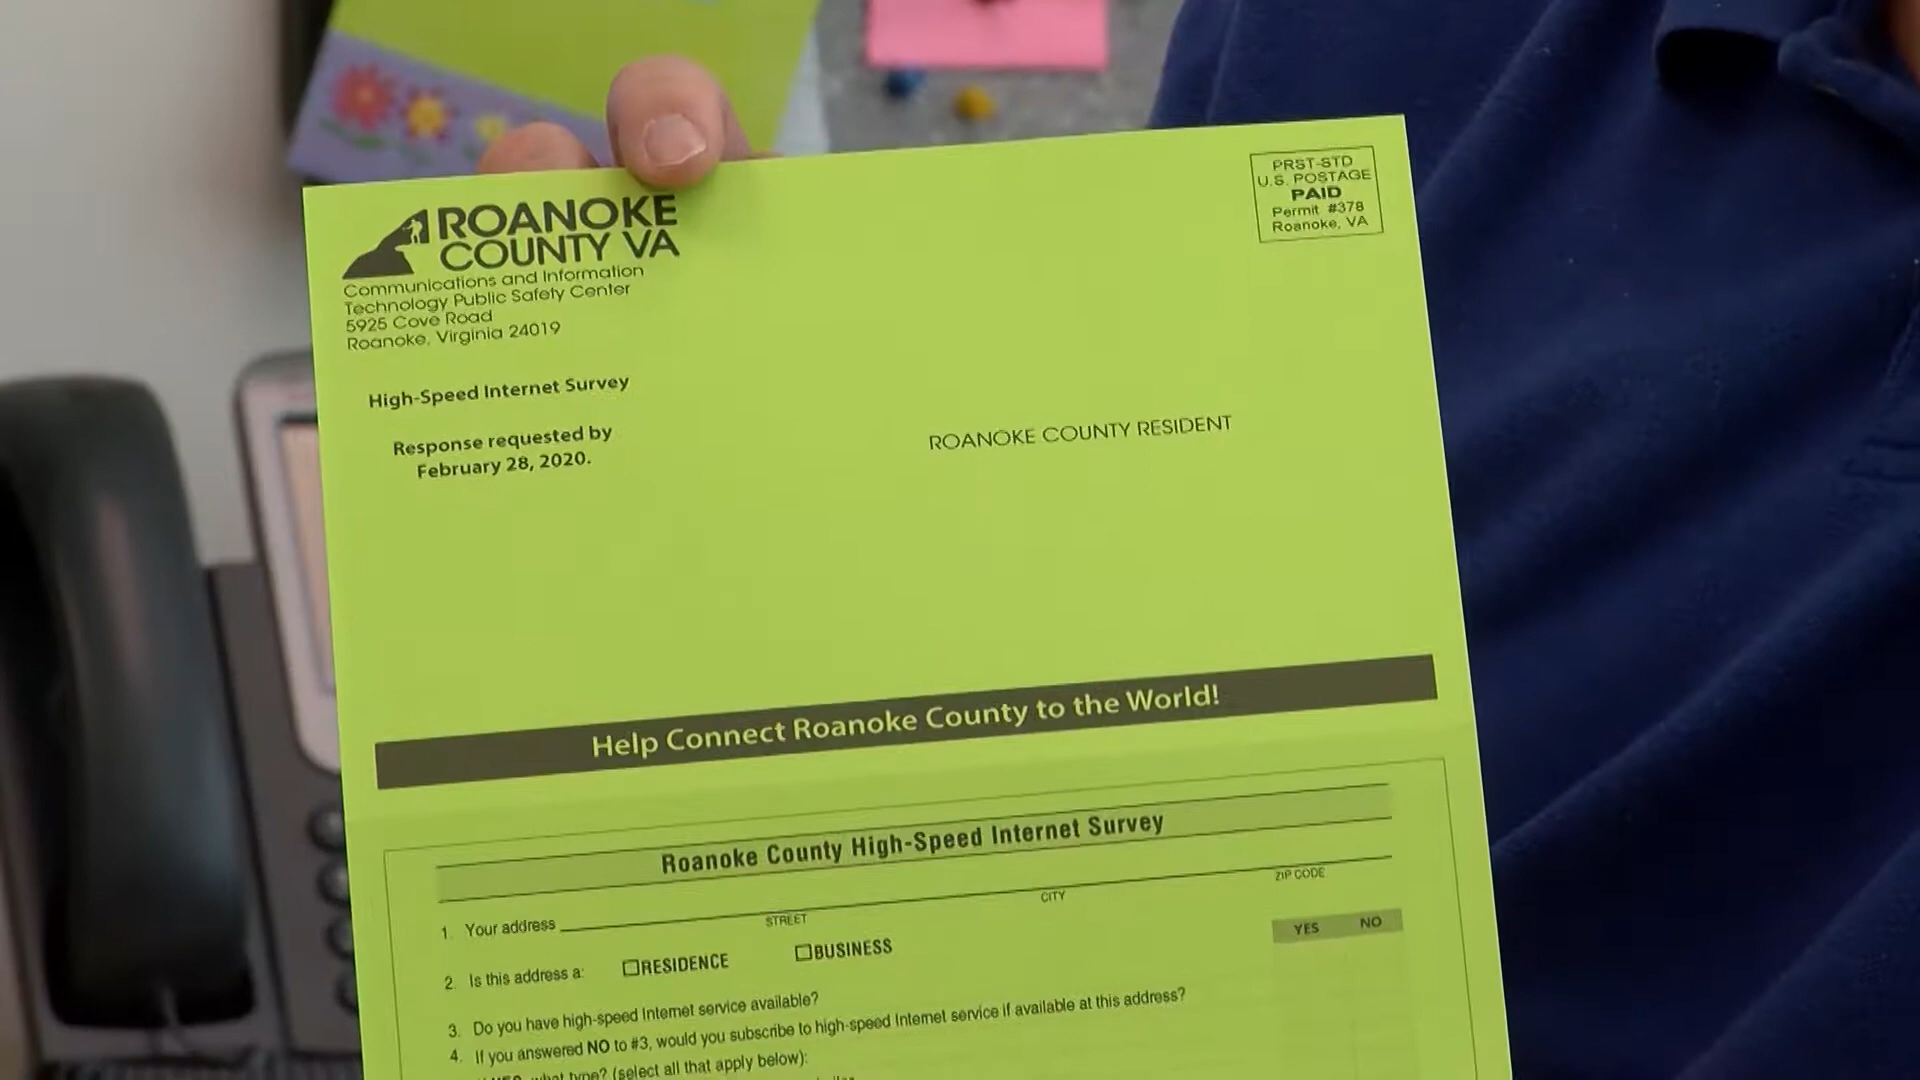 ROANOKE
COUNTY VA
Communications and Information
Technology Public Safety Center
5925 Cove Road
Roanoke, Virginia 24019
PRST-STD
U.S. POSTAGE
PAID
Permit #378
Roanoke, VA
High-Speed Internet Survey
Response requested by
February 28, 2020.
ROANOKE COUNTY RESIDENT
Help Connect Roanoke County to the World!
Roanoke County High-Speed Internet Survey
1. Your address
STREET
CITY
ZIP CODE
YES NO
2. Is this address a: RESIDENCE BUSINESS
3. Do you have high-speed Internet service available?
4. If you answered NO to #3, would you subscribe to high-speed Internet service if available at this address?
what type? (select all that apply below):